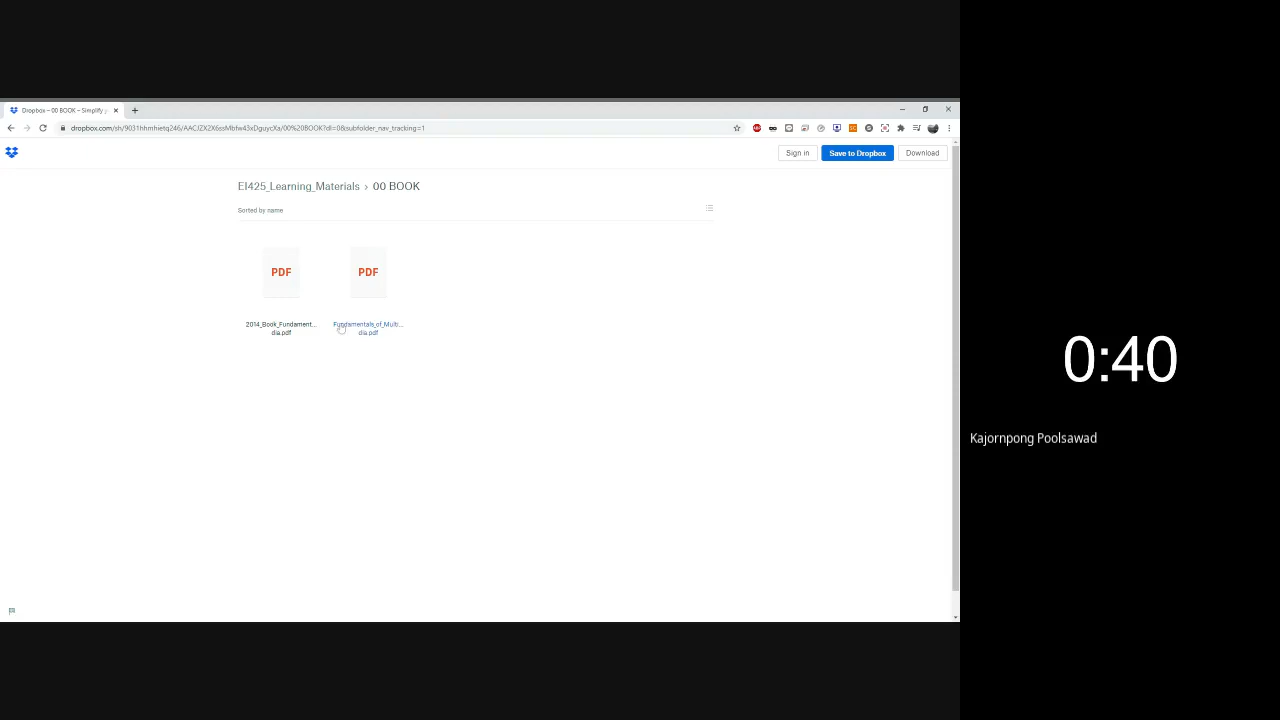 Dropbox – 00 BOOK – Simplify
Sign in
Save to Dropbox
Download
EI425_Learning_Materials › 00 BOOK
Sorted by name
PDF
PDF
2014_Book_Fundament...
dia.pdf
Fundamentals_of_Multi...
dia.pdf
0:40
Kajornpong Poolsawad